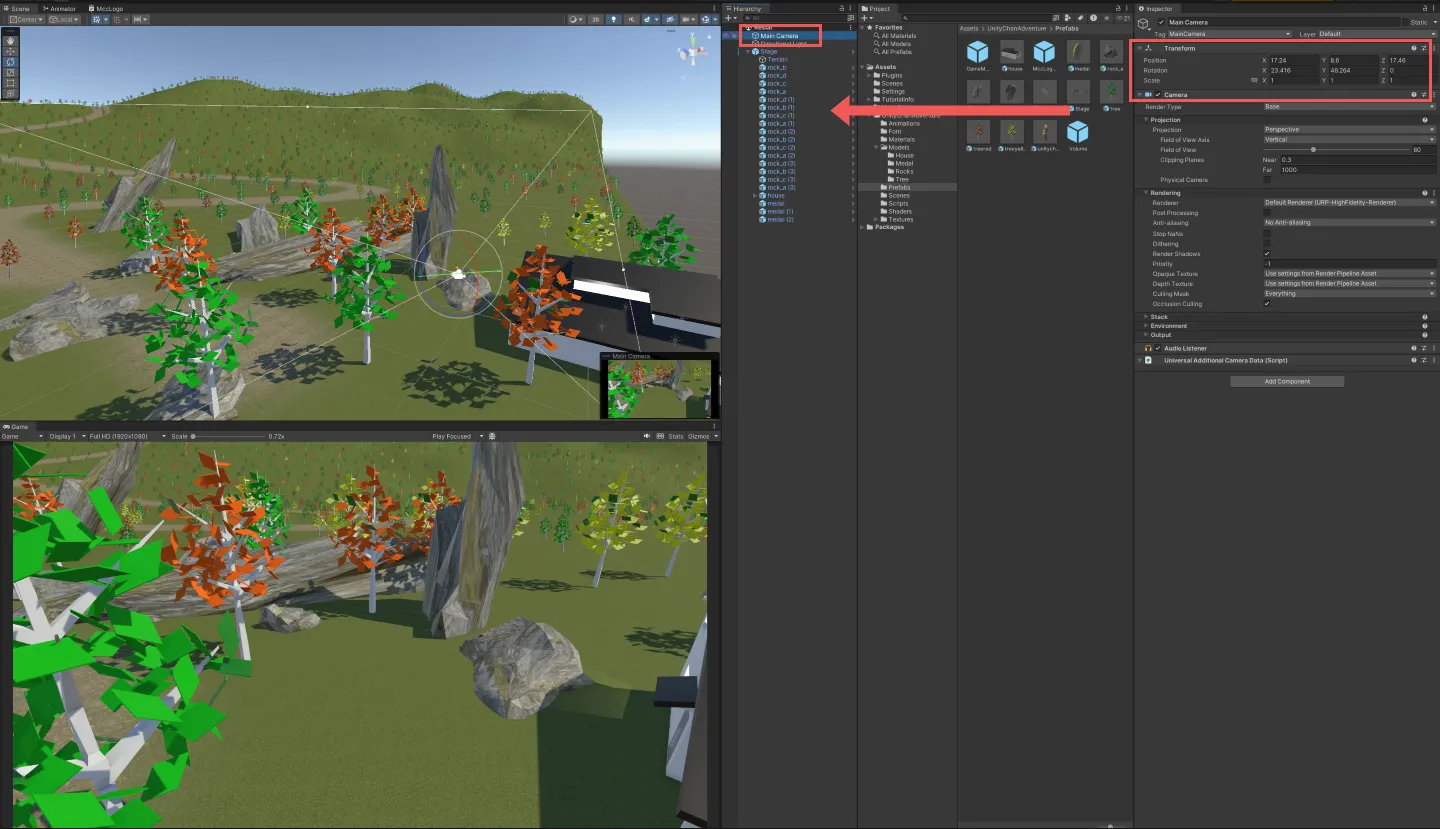 Scene Animator MccLogo
Center Local
2D
Main Camera
Game
Game Display 1 Full HD (1920x1080) Scale 0.72x Play Focused Stats Gizmos
Hierarchy
All
Main Camera
Directional Light
Stage
Terrain
rock_b
rock_d
rock_c
rock_a
rock_d (1)
rock_b (1)
rock_c (1)
rock_a (1)
rock_d (2)
rock_b (2)
rock_c (2)
rock_a (2)
rock_d (3)
rock_b (3)
rock_c (3)
rock_a (3)
house
medal
medal (1)
medal (2)
Project
21
Favorites
All Materials
All Models
All Prefabs
Assets
Plugins
Scenes
Settings
TutorialInfo
UnityChanAdventure
Animations
Font
Materials
Models
House
Medal
Rocks
Tree
Prefabs
Scenes
Scripts
Shaders
Textures
Packages
Assets > UnityChanAdventure > Prefabs
GameM... house MccLog... medal rock_a
Stage tree
treered treeyell... unitych... Volume
Inspector
Main Camera Static
Tag MainCamera Layer Default
Transform
Position X 17.24 Y 8.6 Z 17.46
Rotation X 23.416 Y 48.264 Z 0
Scale X 1 Y 1 Z 1
Camera
Render Type Base
Projection
Projection Perspective
Field of View Axis Vertical
Field of View 60
Clipping Planes Near 0.3
Far 1000
Physical Camera
Rendering
Renderer Default Renderer (URP-HighFidelity-Renderer)
Post Processing
Anti-aliasing No Anti-aliasing
Stop NaNs
Dithering
Render Shadows
Priority -1
Opaque Texture Use settings from Render Pipeline Asset
Depth Texture Use settings from Render Pipeline Asset
Culling Mask Everything
Occlusion Culling
Stack
Environment
Output
Audio Listener
Universal Additional Camera Data (Script)
Add Component